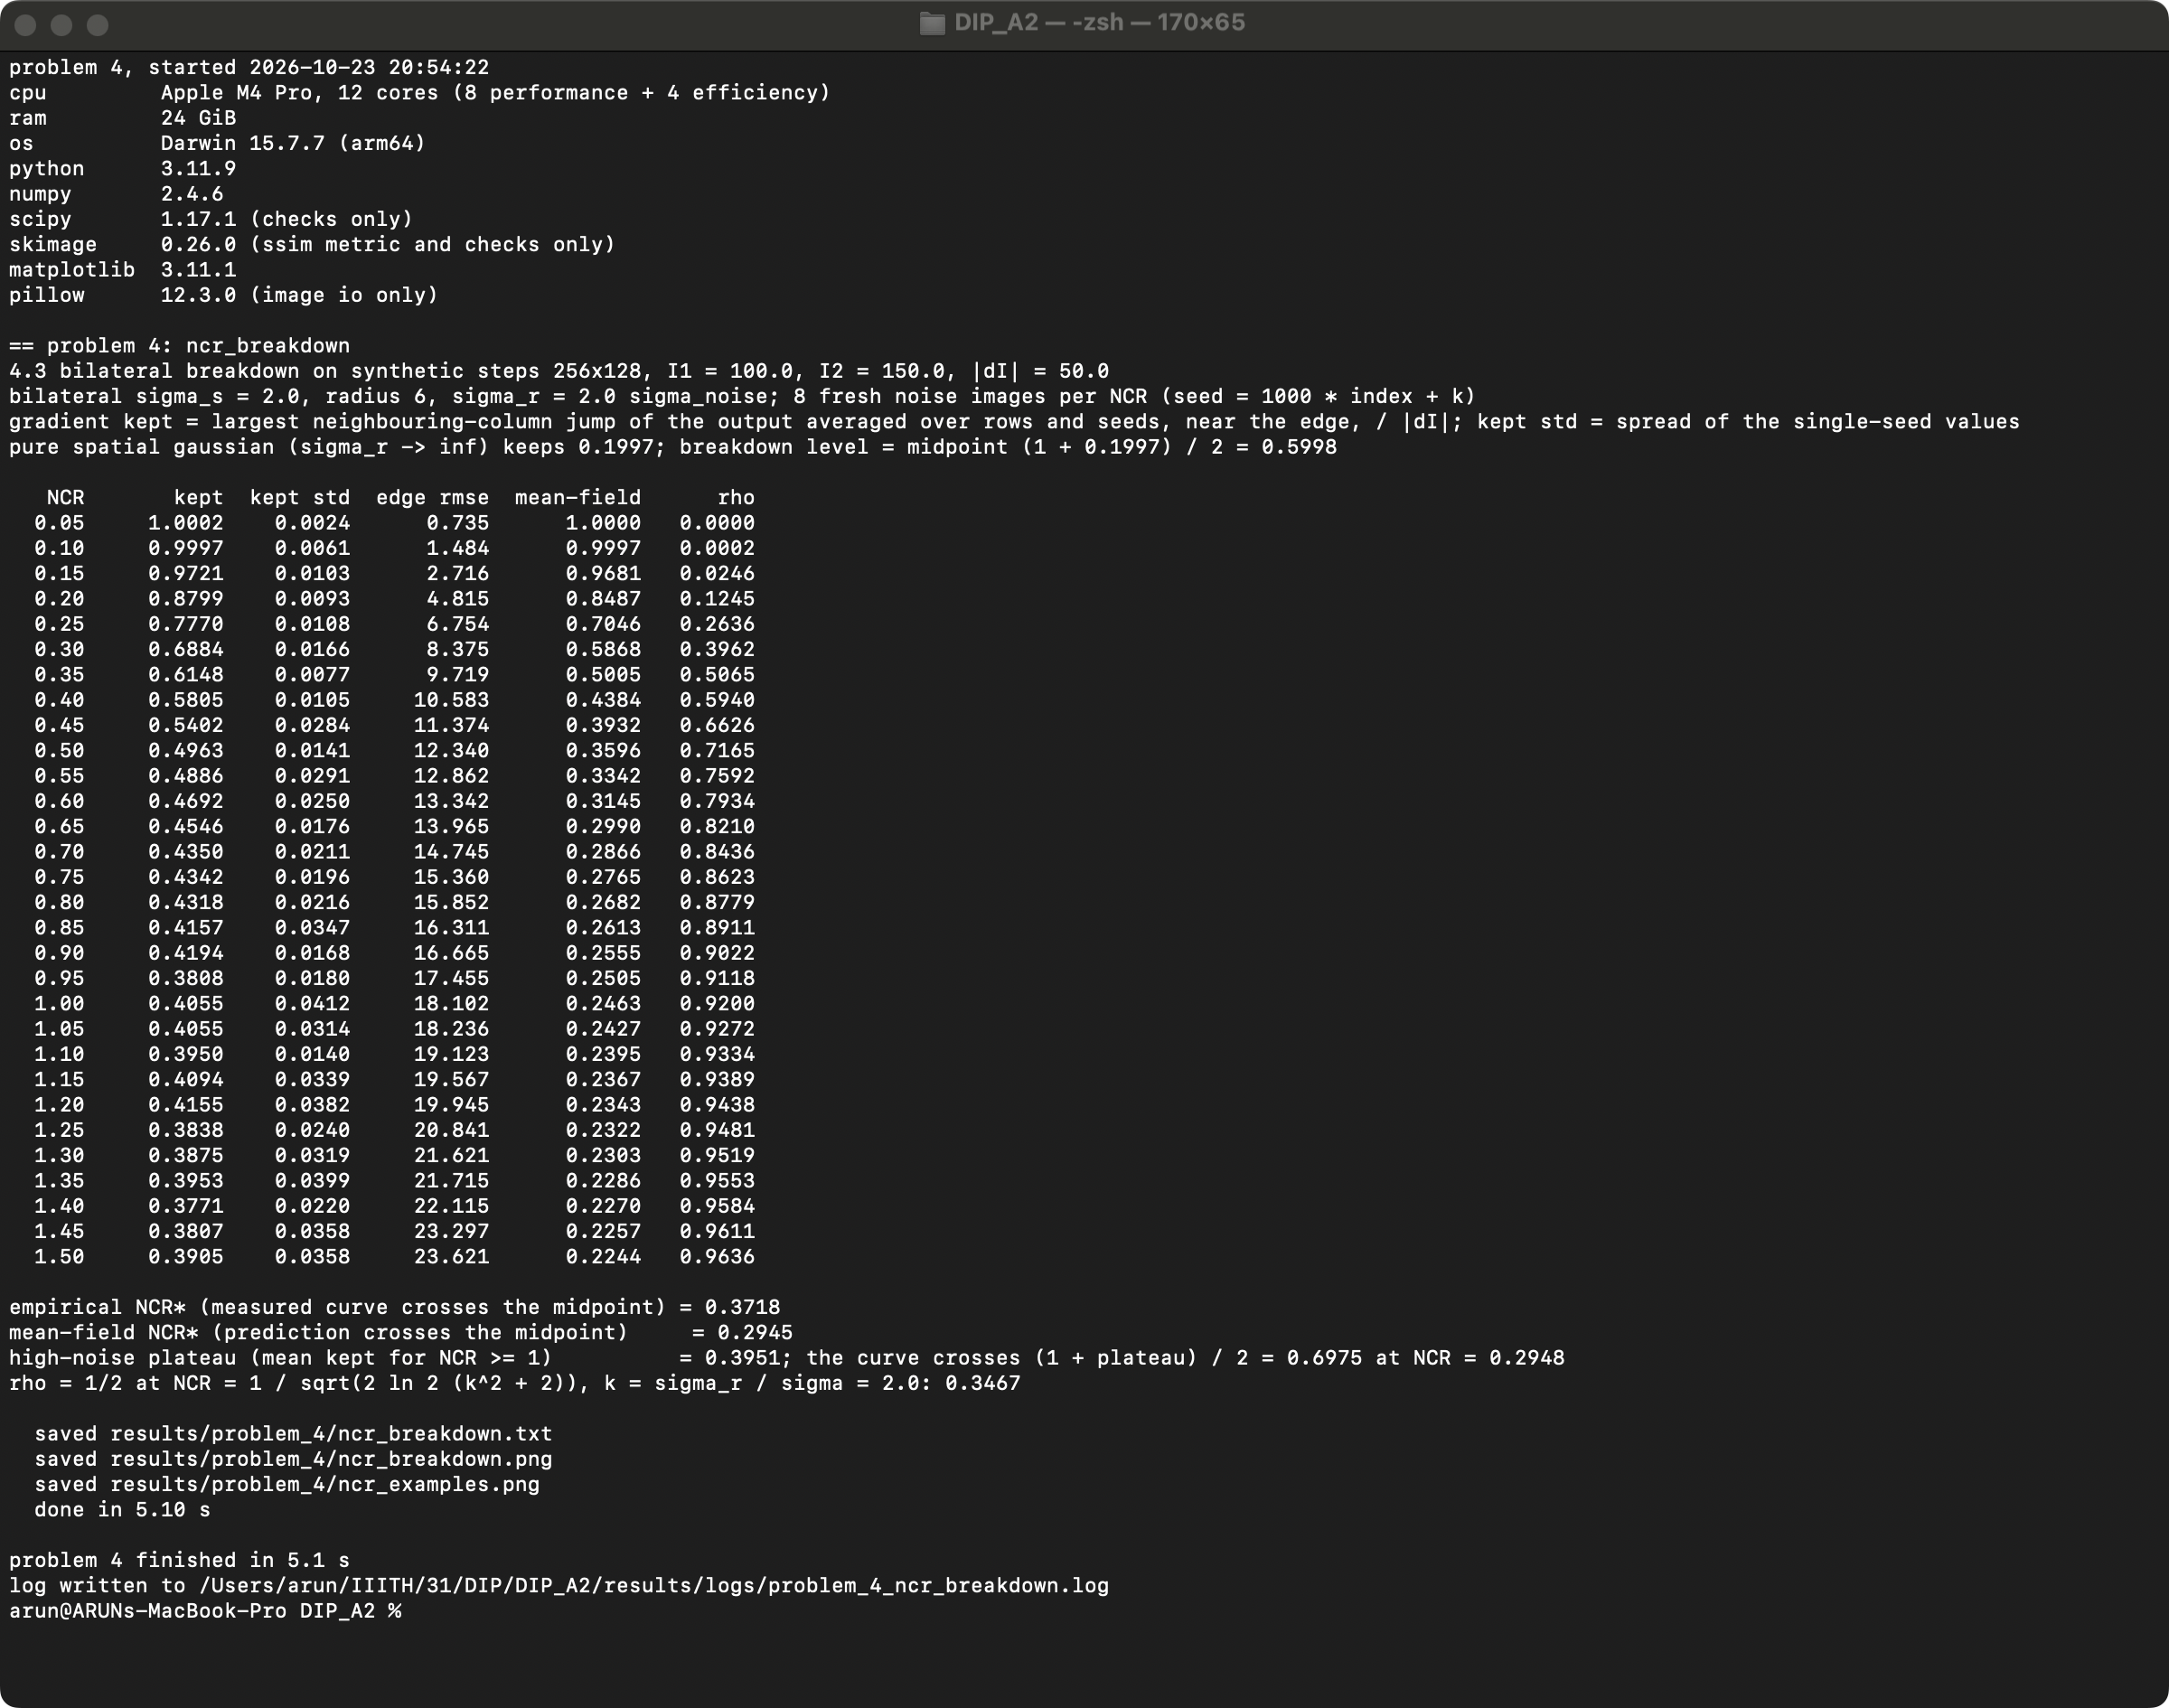 DIP_A2 — -zsh — 170×65
problem 4, started 2026-10-23 20:54:22
cpu         Apple M4 Pro, 12 cores (8 performance + 4 efficiency)
ram         24 GiB
os          Darwin 15.7.7 (arm64)
python      3.11.9
numpy       2.4.6
scipy       1.17.1 (checks only)
skimage     0.26.0 (ssim metric and checks only)
matplotlib  3.11.1
pillow      12.3.0 (image io only)
== problem 4: ncr_breakdown
4.3 bilateral breakdown on synthetic steps 256x128, I1 = 100.0, I2 = 150.0, |dI| = 50.0
bilateral sigma_s = 2.0, radius 6, sigma_r = 2.0 sigma_noise; 8 fresh noise images per NCR (seed = 1000 * index + k)
gradient kept = largest neighbouring-column jump of the output averaged over rows and seeds, near the edge, / |dI|; kept std = spread of the single-seed values
pure spatial gaussian (sigma_r -> inf) keeps 0.1997; breakdown level = midpoint (1 + 0.1997) / 2 = 0.5998
   NCR       kept  kept std  edge rmse  mean-field      rho
  0.05     1.0002    0.0024      0.735      1.0000   0.0000
  0.10     0.9997    0.0061      1.484      0.9997   0.0002
  0.15     0.9721    0.0103      2.716      0.9681   0.0246
  0.20     0.8799    0.0093      4.815      0.8487   0.1245
  0.25     0.7770    0.0108      6.754      0.7046   0.2636
  0.30     0.6884    0.0166      8.375      0.5868   0.3962
  0.35     0.6148    0.0077      9.719      0.5005   0.5065
  0.40     0.5805    0.0105     10.583      0.4384   0.5940
  0.45     0.5402    0.0284     11.374      0.3932   0.6626
  0.50     0.4963    0.0141     12.340      0.3596   0.7165
  0.55     0.4886    0.0291     12.862      0.3342   0.7592
  0.60     0.4692    0.0250     13.342      0.3145   0.7934
  0.65     0.4546    0.0176     13.965      0.2990   0.8210
  0.70     0.4350    0.0211     14.745      0.2866   0.8436
  0.75     0.4342    0.0196     15.360      0.2765   0.8623
  0.80     0.4318    0.0216     15.852      0.2682   0.8779
  0.85     0.4157    0.0347     16.311      0.2613   0.8911
  0.90     0.4194    0.0168     16.665      0.2555   0.9022
  0.95     0.3808    0.0180     17.455      0.2505   0.9118
  1.00     0.4055    0.0412     18.102      0.2463   0.9200
  1.05     0.4055    0.0314     18.236      0.2427   0.9272
  1.10     0.3950    0.0140     19.123      0.2395   0.9334
  1.15     0.4094    0.0339     19.567      0.2367   0.9389
  1.20     0.4155    0.0382     19.945      0.2343   0.9438
  1.25     0.3838    0.0240     20.841      0.2322   0.9481
  1.30     0.3875    0.0319     21.621      0.2303   0.9519
  1.35     0.3953    0.0399     21.715      0.2286   0.9553
  1.40     0.3771    0.0220     22.115      0.2270   0.9584
  1.45     0.3807    0.0358     23.297      0.2257   0.9611
  1.50     0.3905    0.0358     23.621      0.2244   0.9636
empirical NCR* (measured curve crosses the midpoint) = 0.3718
mean-field NCR* (prediction crosses the midpoint)     = 0.2945
high-noise plateau (mean kept for NCR >= 1)          = 0.3951; the curve crosses (1 + plateau) / 2 = 0.6975 at NCR = 0.2948
rho = 1/2 at NCR = 1 / sqrt(2 ln 2 (k^2 + 2)), k = sigma_r / sigma = 2.0: 0.3467
  saved results/problem_4/ncr_breakdown.txt
  saved results/problem_4/ncr_breakdown.png
  saved results/problem_4/ncr_examples.png
  done in 5.10 s
problem 4 finished in 5.1 s
log written to /Users/arun/IIITH/31/DIP/DIP_A2/results/logs/problem_4_ncr_breakdown.log
arun@ARUNs-MacBook-Pro DIP_A2 %